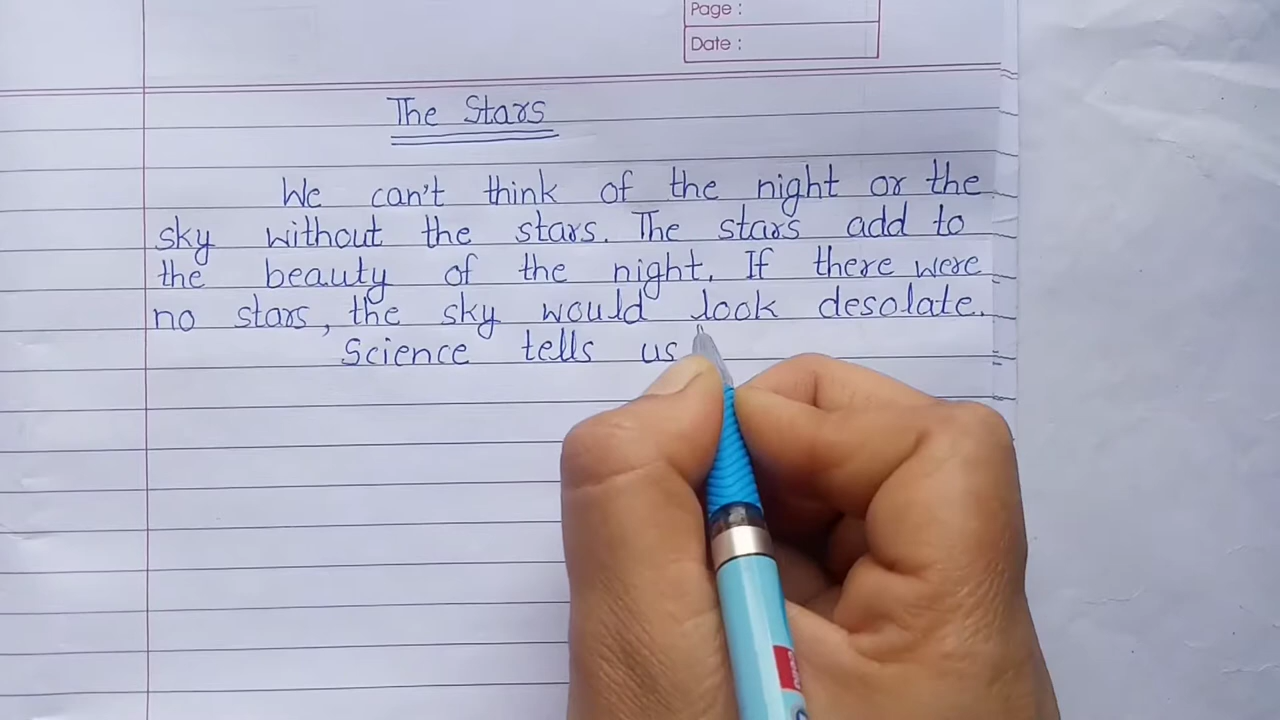 Page :
Date :
The Stars
We can't think of the night or the
sky without the stars. The stars add to
the beauty of the night. If there were
no stars, the sky would look desolate.
Science tells us